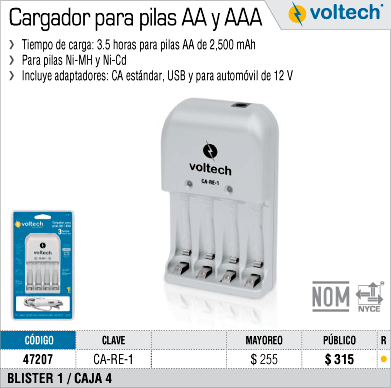 Cargador para pilas AA y AAA
voltech
Tiempo de carga: 3.5 horas para pilas AA de 2,500 mAh
Para pilas Ni-MH y Ni-Cd
Incluye adaptadores: CA estándar, USB y para automóvil de 12 V
voltech
CA-RE-1
voltech
NOM
NYCE
CÓDIGO CLAVE MAYOREO PÚBLICO R
47207 CA-RE-1 $ 255 $ 315
BLISTER 1 / CAJA 4